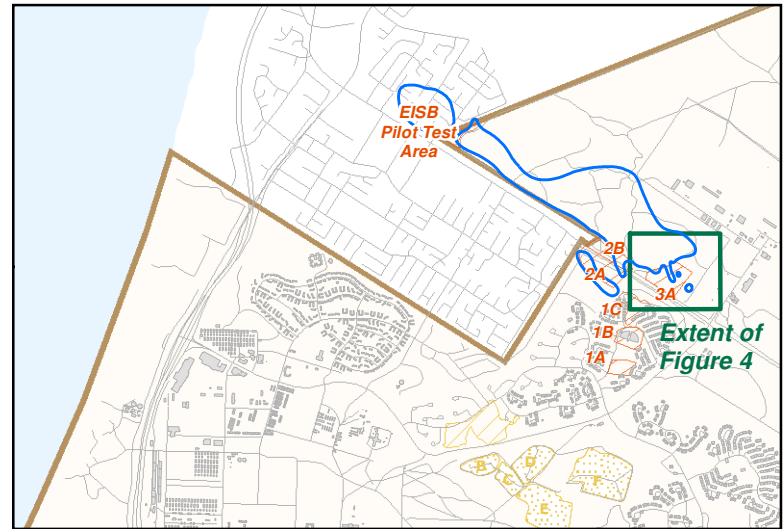 EISB
Pilot Test
Area
2B
2A
3A
1C
1B
1A
Extent of
Figure 4
B
C
D
E
F